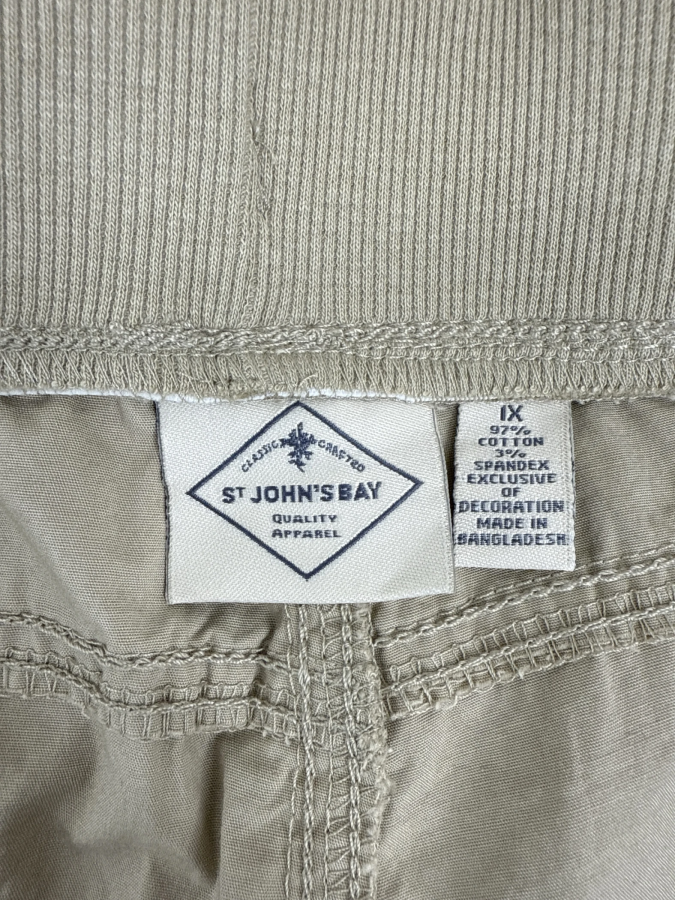 CLASSIC CRAFTED
ST JOHN'S BAY
QUALITY
APPAREL
1X
97%
COTTON
3%
SPANDEX
EXCLUSIVE
OF
DECORATION
MADE IN
BANGLADESH